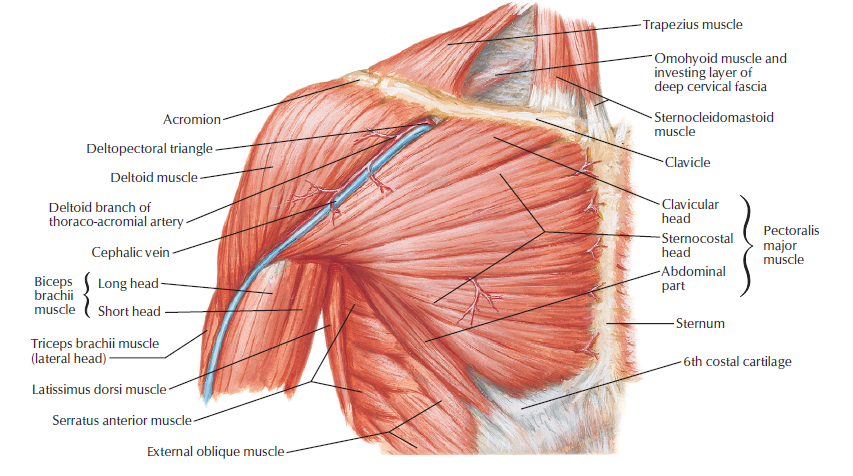 Trapezius muscle
Omohyoid muscle and
investing layer of
deep cervical fascia
Sternocleidomastoid
muscle
Clavicle
Clavicular
head
Sternocostal
head
Abdominal
part
Pectoralis
major
muscle
Sternum
6th costal cartilage
Acromion
Deltopectoral triangle
Deltoid muscle
Deltoid branch of
thoraco-acromial artery
Cephalic vein
Biceps
brachii
muscle
Long head
Short head
Triceps brachii muscle
(lateral head)
Latissimus dorsi muscle
Serratus anterior muscle
External oblique muscle